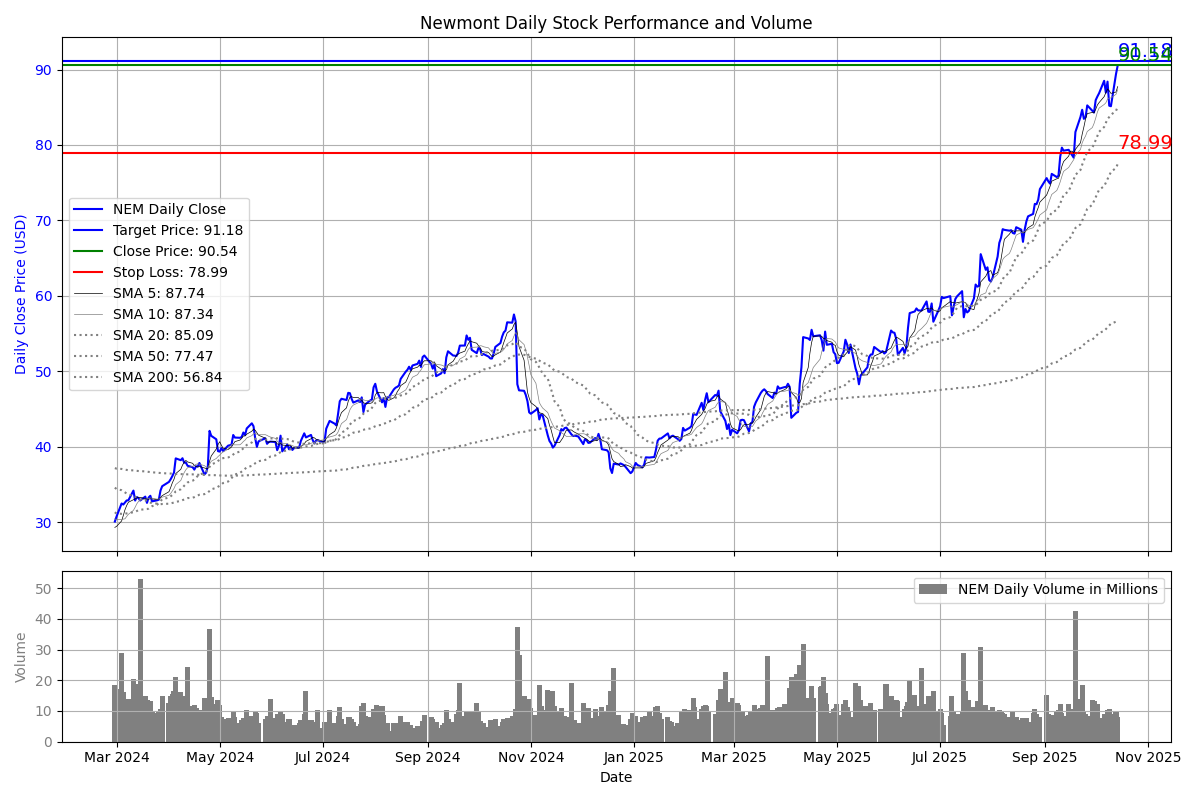 Newmont Daily Stock Performance and Volume
91.18
90.54
90
80
78.99
70
60
50
40
30
Daily Close Price (USD)
NEM Daily Close
Target Price: 91.18
Close Price: 90.54
Stop Loss: 78.99
SMA 5: 87.74
SMA 10: 87.34
SMA 20: 85.09
SMA 50: 77.47
SMA 200: 56.84
50
40
30
20
10
0
Volume
NEM Daily Volume in Millions
Mar 2024 May 2024 Jul 2024 Sep 2024 Nov 2024 Jan 2025 Mar 2025 May 2025 Jul 2025 Sep 2025 Nov 2025
Date